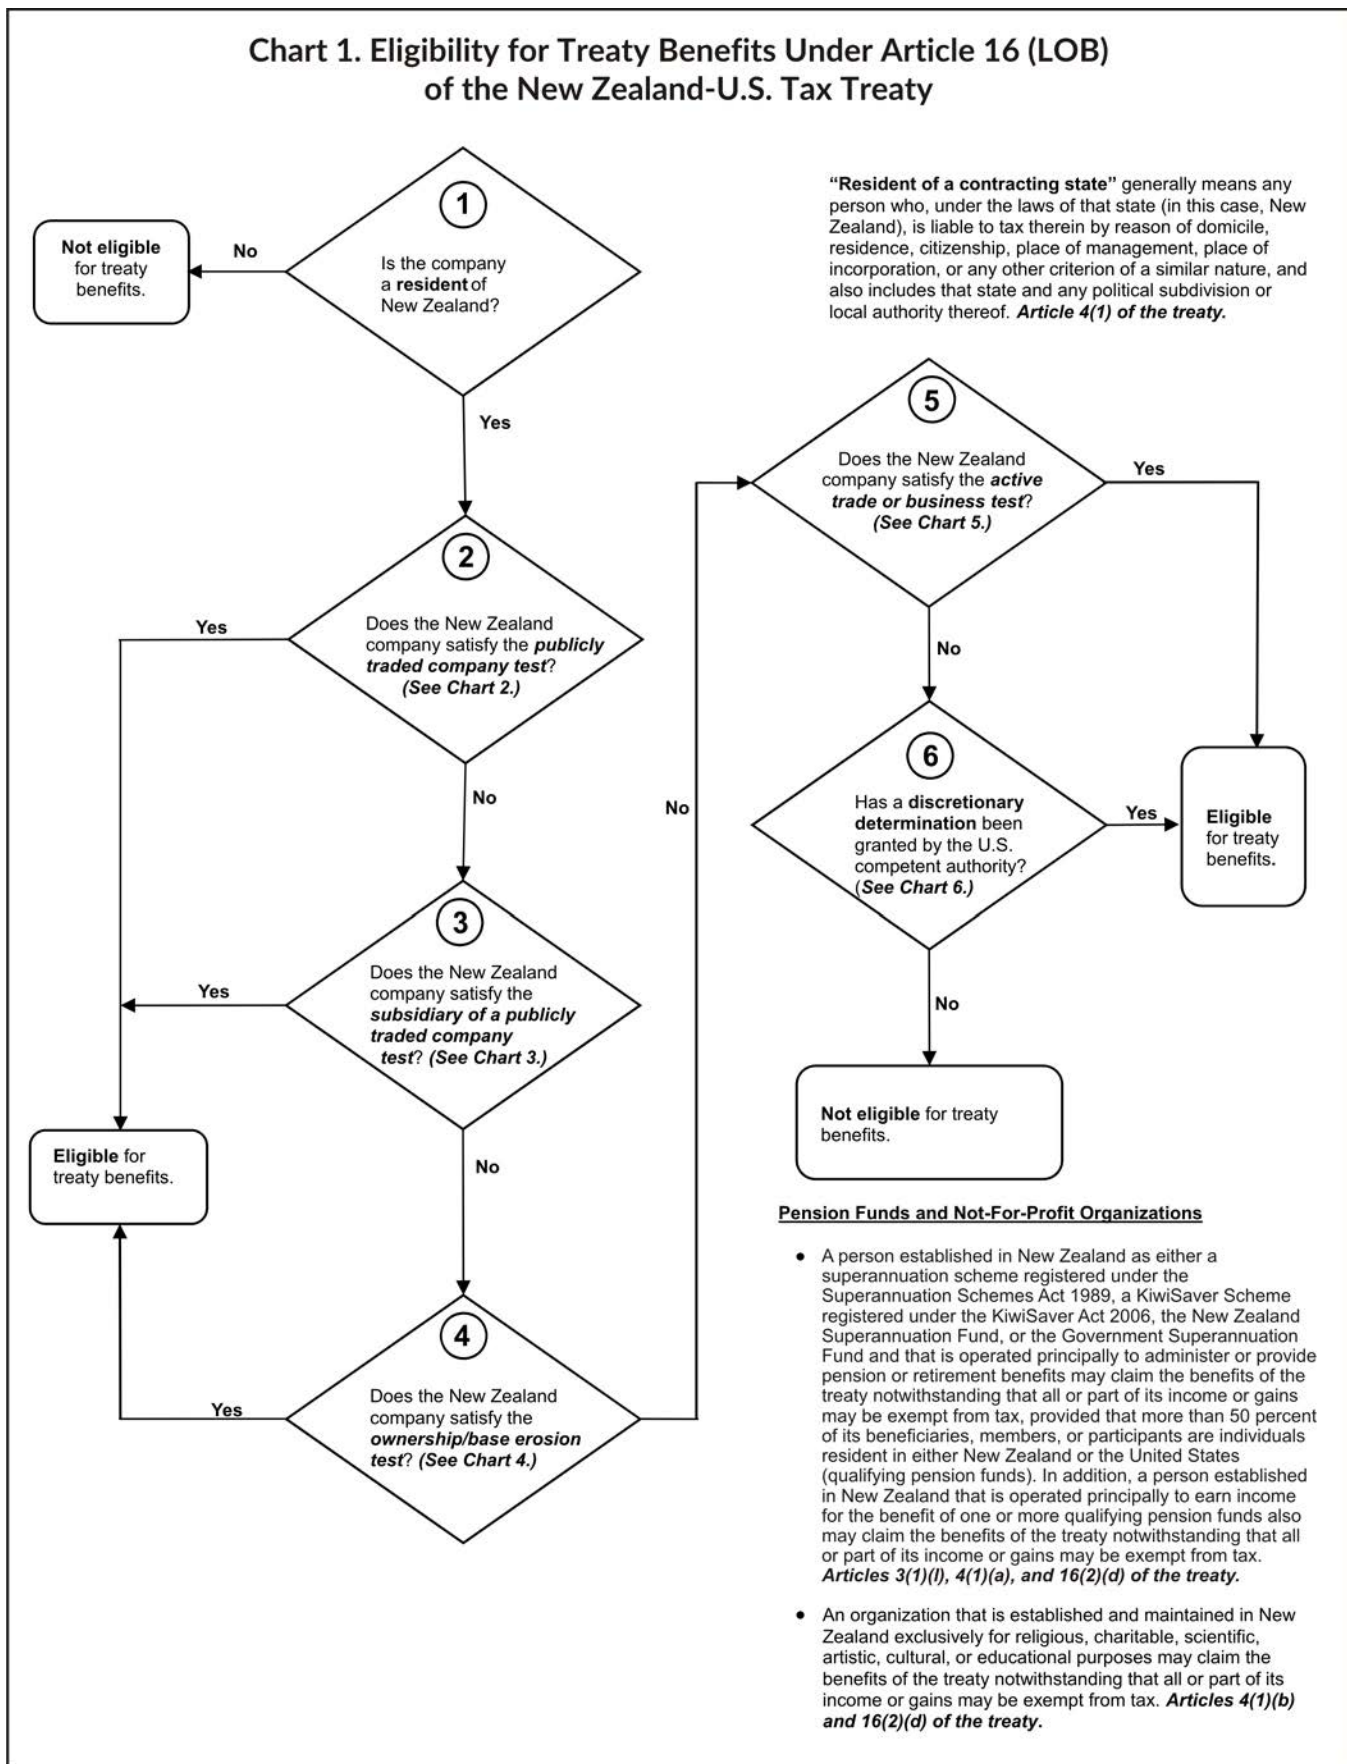 Chart 1. Eligibility for Treaty Benefits Under Article 16 (LOB)
of the New Zealand-U.S. Tax Treaty
1
Is the company
a resident of
New Zealand?
No
Not eligible
for treaty
benefits.
Yes
2
Does the New Zealand
company satisfy the publicly
traded company test?
(See Chart 2.)
Yes
No
3
Does the New Zealand
company satisfy the
subsidiary of a publicly
traded company
test? (See Chart 3.)
Yes
Eligible for
treaty benefits.
No
4
Does the New Zealand
company satisfy the
ownership/base erosion
test? (See Chart 4.)
Yes
No
“Resident of a contracting state” generally means any
person who, under the laws of that state (in this case, New
Zealand), is liable to tax therein by reason of domicile,
residence, citizenship, place of management, place of
incorporation, or any other criterion of a similar nature, and
also includes that state and any political subdivision or
local authority thereof. Article 4(1) of the treaty.
5
Does the New Zealand
company satisfy the active
trade or business test?
(See Chart 5.)
Yes
No
6
Has a discretionary
determination been
granted by the U.S.
competent authority?
(See Chart 6.)
Yes
Eligible
for treaty
benefits.
No
Not eligible for treaty
benefits.
Pension Funds and Not-For-Profit Organizations
● A person established in New Zealand as either a
superannuation scheme registered under the
Superannuation Schemes Act 1989, a KiwiSaver Scheme
registered under the KiwiSaver Act 2006, the New Zealand
Superannuation Fund, or the Government Superannuation
Fund and that is operated principally to administer or provide
pension or retirement benefits may claim the benefits of the
treaty notwithstanding that all or part of its income or gains
may be exempt from tax, provided that more than 50 percent
of its beneficiaries, members, or participants are individuals
resident in either New Zealand or the United States
(qualifying pension funds). In addition, a person established
in New Zealand that is operated principally to earn income
for the benefit of one or more qualifying pension funds also
may claim the benefits of the treaty notwithstanding that all
or part of its income or gains may be exempt from tax.
Articles 3(1)(l), 4(1)(a), and 16(2)(d) of the treaty.
● An organization that is established and maintained in New
Zealand exclusively for religious, charitable, scientific,
artistic, cultural, or educational purposes may claim the
benefits of the treaty notwithstanding that all or part of its
income or gains may be exempt from tax. Articles 4(1)(b)
and 16(2)(d) of the treaty.